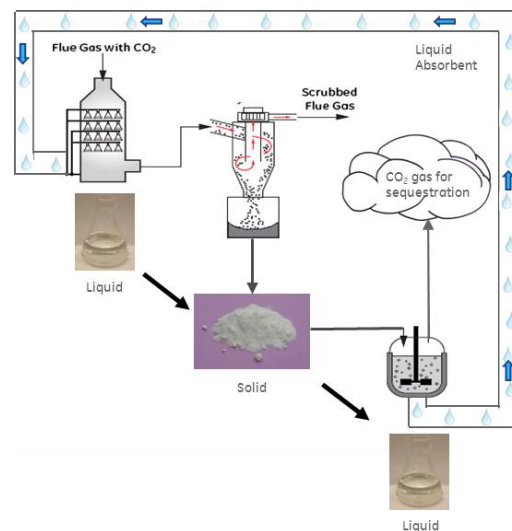 Flue Gas with CO₂
Liquid
Absorbent
Scrubbed
Flue Gas
CO₂ gas for
sequestration
Liquid
Solid
Liquid